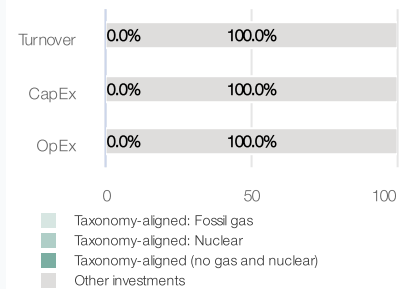 Turnover 0.0% 100.0%
CapEx 0.0% 100.0%
OpEx 0.0% 100.0%
0 50 100
Taxonomy-aligned: Fossil gas
Taxonomy-aligned: Nuclear
Taxonomy-aligned (no gas and nuclear)
Other investments